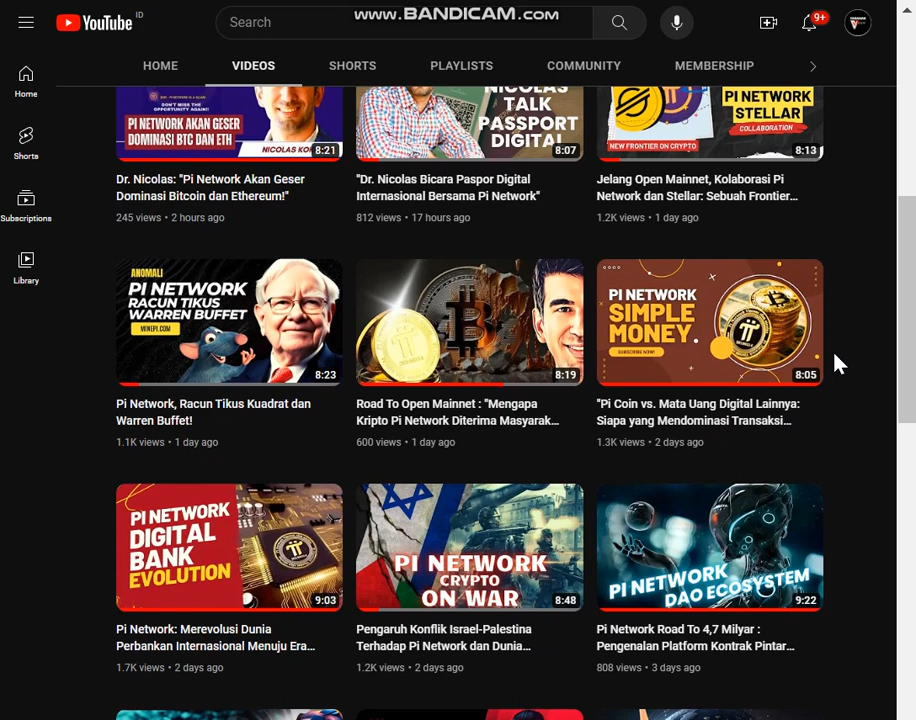 YouTube ID
Search
www.BANDICAM.com
9+
HOME
VIDEOS
SHORTS
PLAYLISTS
COMMUNITY
MEMBERSHIP
Home
Shorts
Subscriptions
Library
DON'T MISS THE
OPPORTUNITY AGAIN!!
PI NETWORK AKAN GESER
DOMINASI BTC DAN ETH
8:21
NICOLAS
TALK
PASSPORT
DIGITAL
8:07
PI NETWORK
STELLAR
COLLABORATION
NEW FRONTIER ON CRYPTO
8:13
Dr. Nicolas: "Pi Network Akan Geser
Dominasi Bitcoin dan Ethereum!"
245 views • 2 hours ago
"Dr. Nicolas Bicara Paspor Digital
Internasional Bersama Pi Network"
812 views • 17 hours ago
Jelang Open Mainnet, Kolaborasi Pi
Network dan Stellar: Sebuah Frontier...
1.2K views • 1 day ago
ANOMALI
PI NETWORK
RACUN TIKUS
WARREN BUFFET
MINEPI.COM
8:23
8:19
PI NETWORK
SIMPLE
MONEY.
SUBSCRIBE NOW!
8:05
Pi Network, Racun Tikus Kuadrat dan
Warren Buffet!
1.1K views • 1 day ago
Road To Open Mainnet : "Mengapa
Kripto Pi Network Diterima Masyarak...
600 views • 1 day ago
"Pi Coin vs. Mata Uang Digital Lainnya:
Siapa yang Mendominasi Transaksi...
1.3K views • 2 days ago
PI NETWORK
DIGITAL
BANK
EVOLUTION
9:03
PI NETWORK
CRYPTO
ON WAR
8:48
PI NETWORK
DAO ECOSYSTEM
9:22
Pi Network: Merevolusi Dunia
Perbankan Internasional Menuju Era...
1.7K views • 2 days ago
Pengaruh Konflik Israel-Palestina
Terhadap Pi Network dan Dunia...
1.2K views • 2 days ago
Pi Network Road To 4,7 Milyar :
Pengenalan Platform Kontrak Pintar...
808 views • 3 days ago